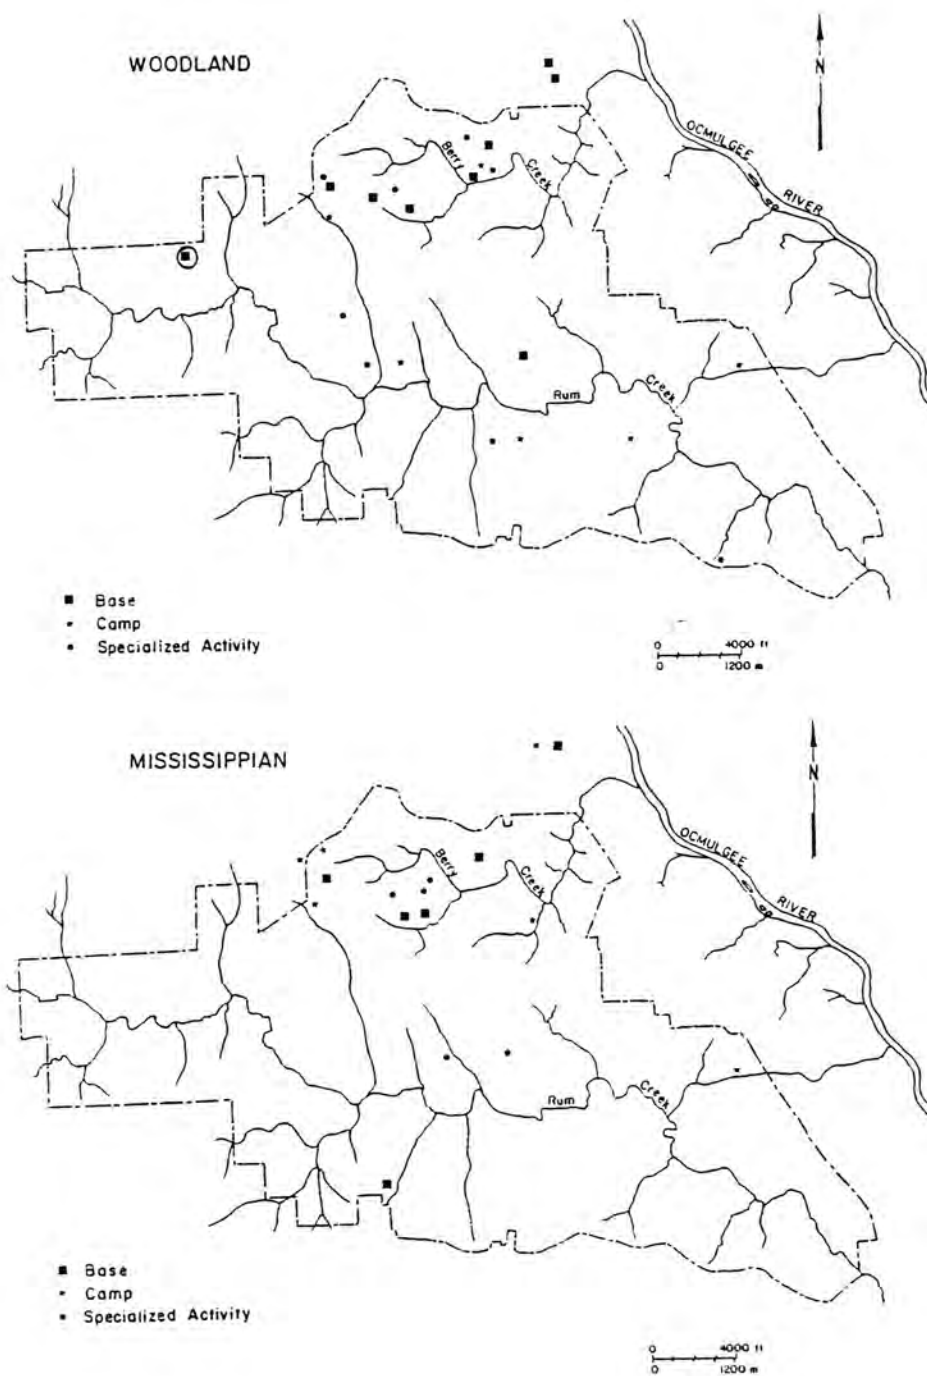 WOODLAND
N
OCMULGEE
RIVER
Berry
Creek
Rum
Creek
Base
Camp
Specialized Activity
0 4000 ft
0 1200 m
MISSISSIPPIAN
N
OCMULGEE
RIVER
Berry
Creek
Rum
Creek
Base
Camp
Specialized Activity
0 4000 ft
0 1200 m